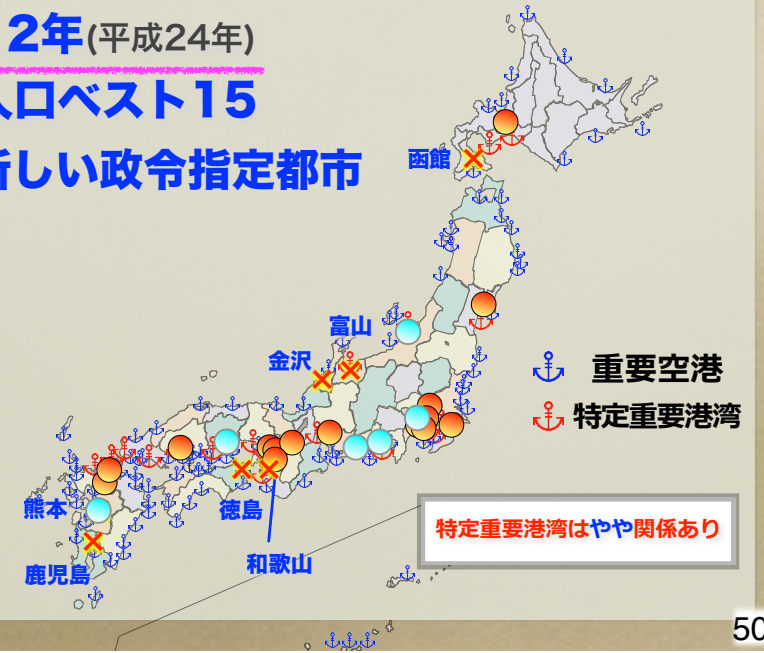 2年(平成24年)
人口ベスト15
新しい政令指定都市
函館
富山
金沢
重要空港
特定重要港湾
熊本
徳島
特定重要港湾はやや関係あり
和歌山
鹿児島
50